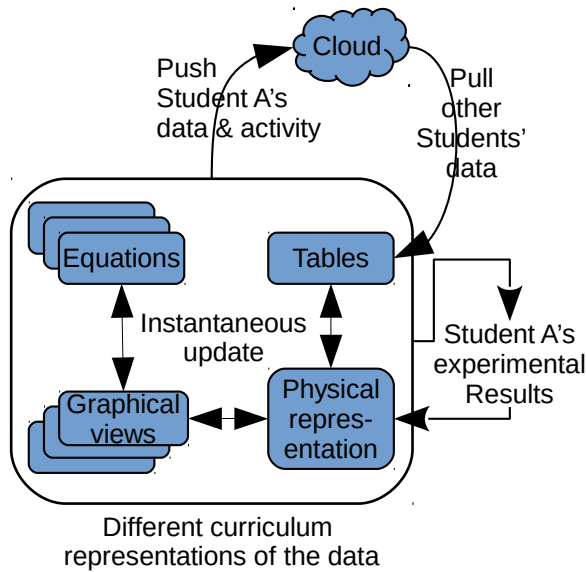 Cloud
Push
Student A's
data & activity
Pull
other
Students'
data
Equations
Tables
Instantaneous
update
Student A's
experimental
Results
Graphical
views
Physical
repres-
entation
Different curriculum
representations of the data